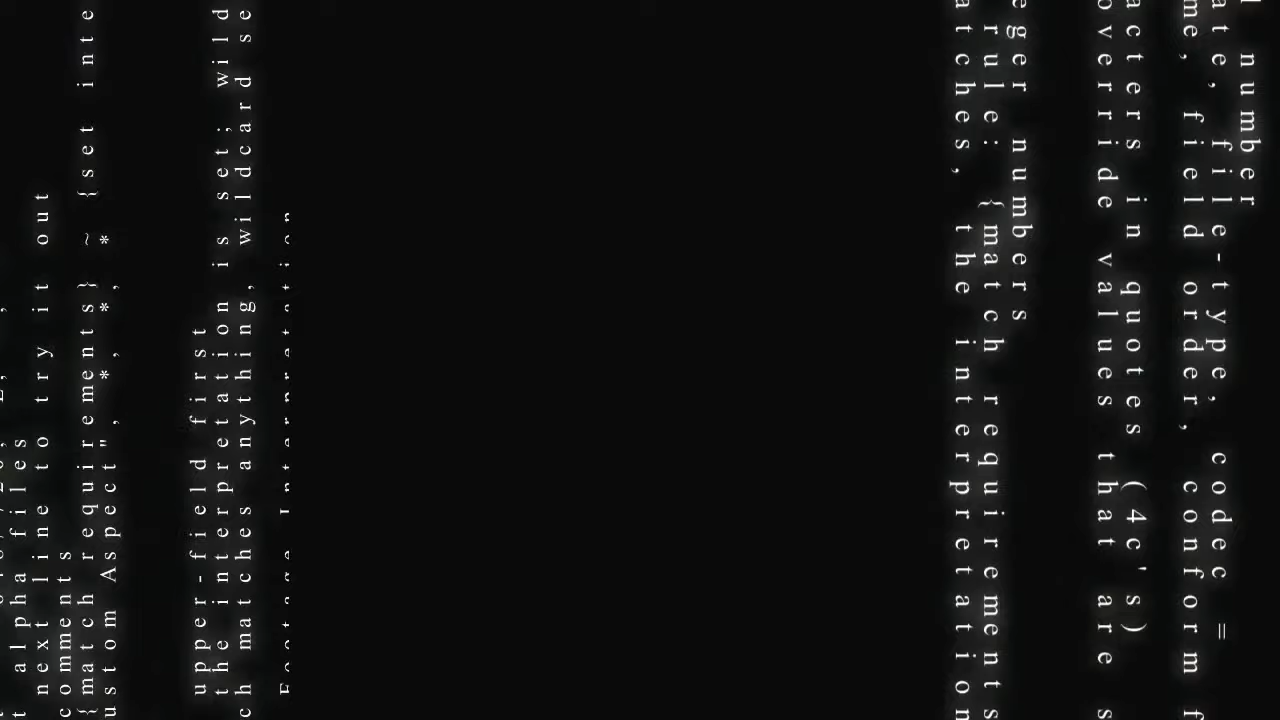 t alpha files
next line to try it out
comments
{match requirements} ~ {set inte
ustom Aspect", *, *, *
upper-field first
the interpretation is set; wild
ch matches anything, wildcard se
l number
ate, file-type, codec =
me, field order, conform f
acters in quotes (4c's)
override values that are s
eger numbers
rule: {match requirements
atches, the interpretation